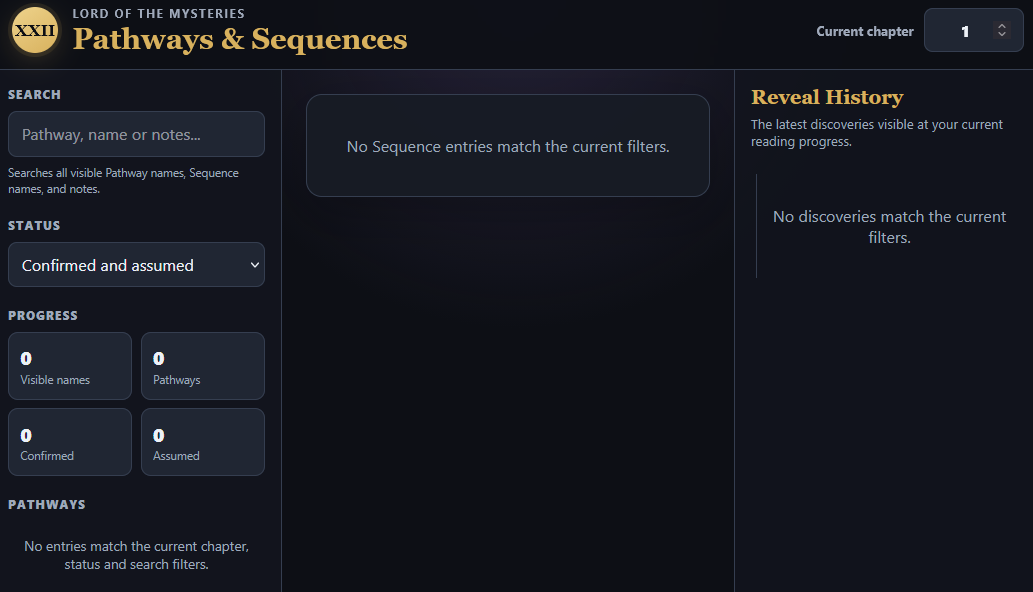 XXII
LORD OF THE MYSTERIES
Pathways & Sequences
Current chapter
1
SEARCH
Pathway, name or notes...
Searches all visible Pathway names, Sequence
names, and notes.
STATUS
Confirmed and assumed
PROGRESS
0
Visible names
0
Pathways
0
Confirmed
0
Assumed
PATHWAYS
No entries match the current chapter,
status and search filters.
No Sequence entries match the current filters.
Reveal History
The latest discoveries visible at your current
reading progress.
No discoveries match the current
filters.